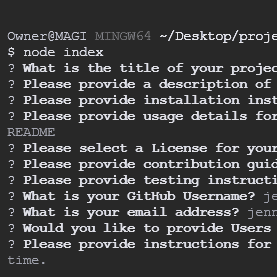 Owner@MAGI MINGW64 ~/Desktop/proje
$ node index
? What is the title of your projec
? Please provide a description of
? Please provide installation inst
? Please provide usage details for
README
? Please select a License for your
? Please provide contribution guid
? Please provide testing instructi
? What is your GitHub Username? je
? What is your email address? jenn
? Would you like to provide Users
? Please provide instructions for
time.